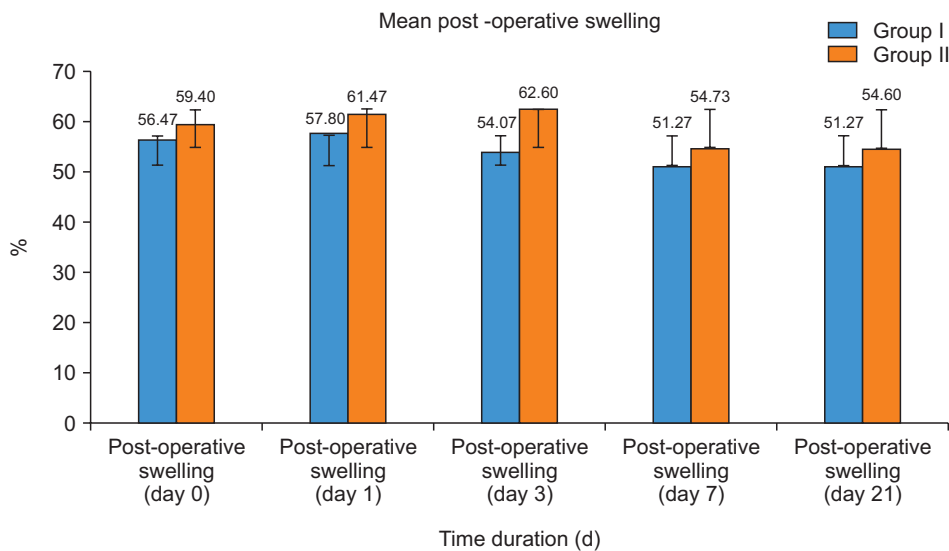 Mean post -operative swelling
Group I
Group II
70
60
50
40
30
20
10
0
%
56.47
59.40
57.80
61.47
54.07
62.60
51.27
54.73
51.27
54.60
Post-operative
swelling
(day 0)
Post-operative
swelling
(day 1)
Post-operative
swelling
(day 3)
Post-operative
swelling
(day 7)
Post-operative
swelling
(day 21)
Time duration (d)